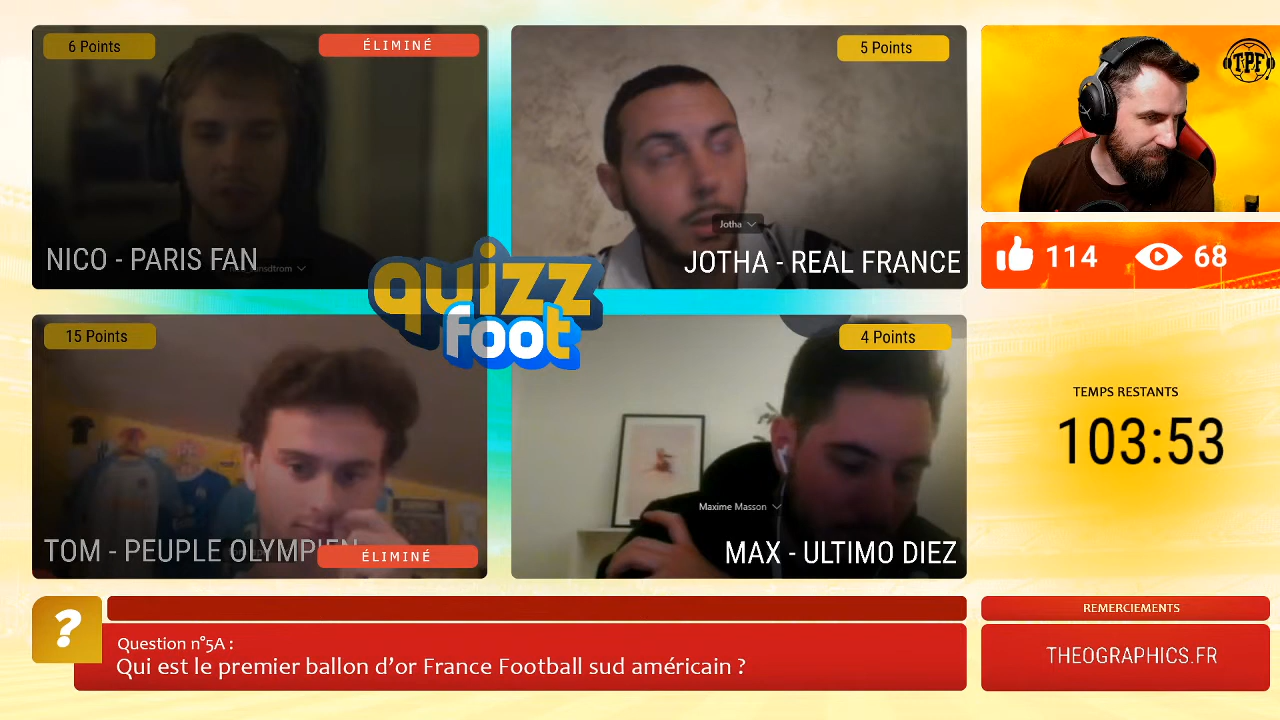 6 Points
ÉLIMINÉ
5 Points
TPF
Jotha
NICO - PARIS FAN
JOTHA - REAL FRANCE
114
68
quizz
foot
15 Points
4 Points
TEMPS RESTANTS
103:53
Maxime Masson
TOM - PEUPLE OLYMPIEN
ÉLIMINÉ
MAX - ULTIMO DIEZ
?
Question n°5A :
Qui est le premier ballon d’or France Football sud américain ?
REMERCIEMENTS
THEOGRAPHICS.FR